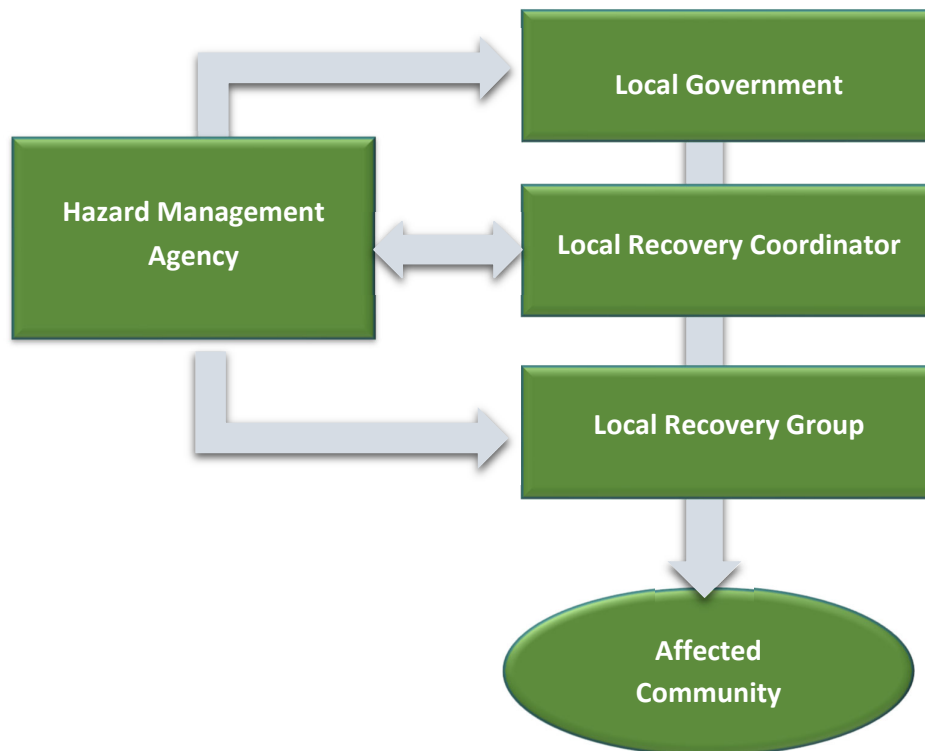 Local Government
Hazard Management
Agency
Local Recovery Coordinator
Local Recovery Group
Affected
Community